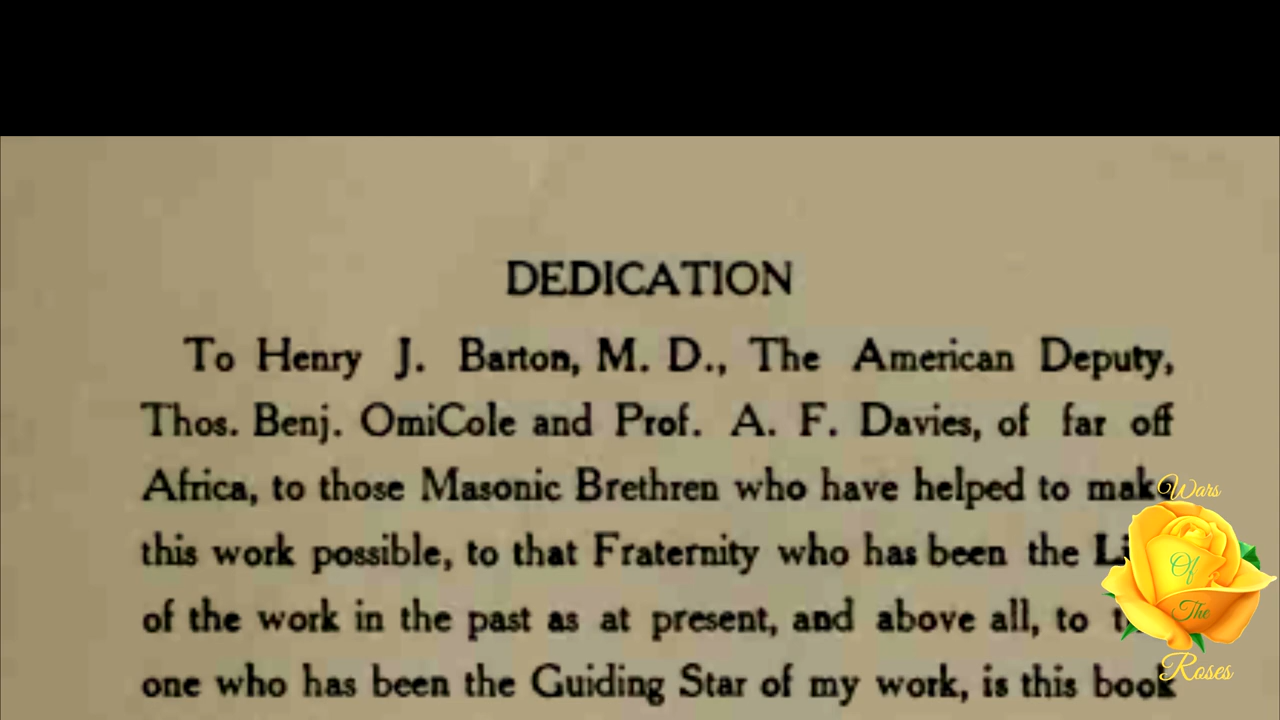 DEDICATION
To Henry J. Barton, M. D., The American Deputy,
Thos. Benj. OmiCole and Prof. A. F. Davies, of far off
Africa, to those Masonic Brethren who have helped to
this work possible, to that Fraternity who has been the
of the work in the past as at present, and above all, to
one who has been the Guiding Star of my work, is this book
Wars
Of
The
Roses